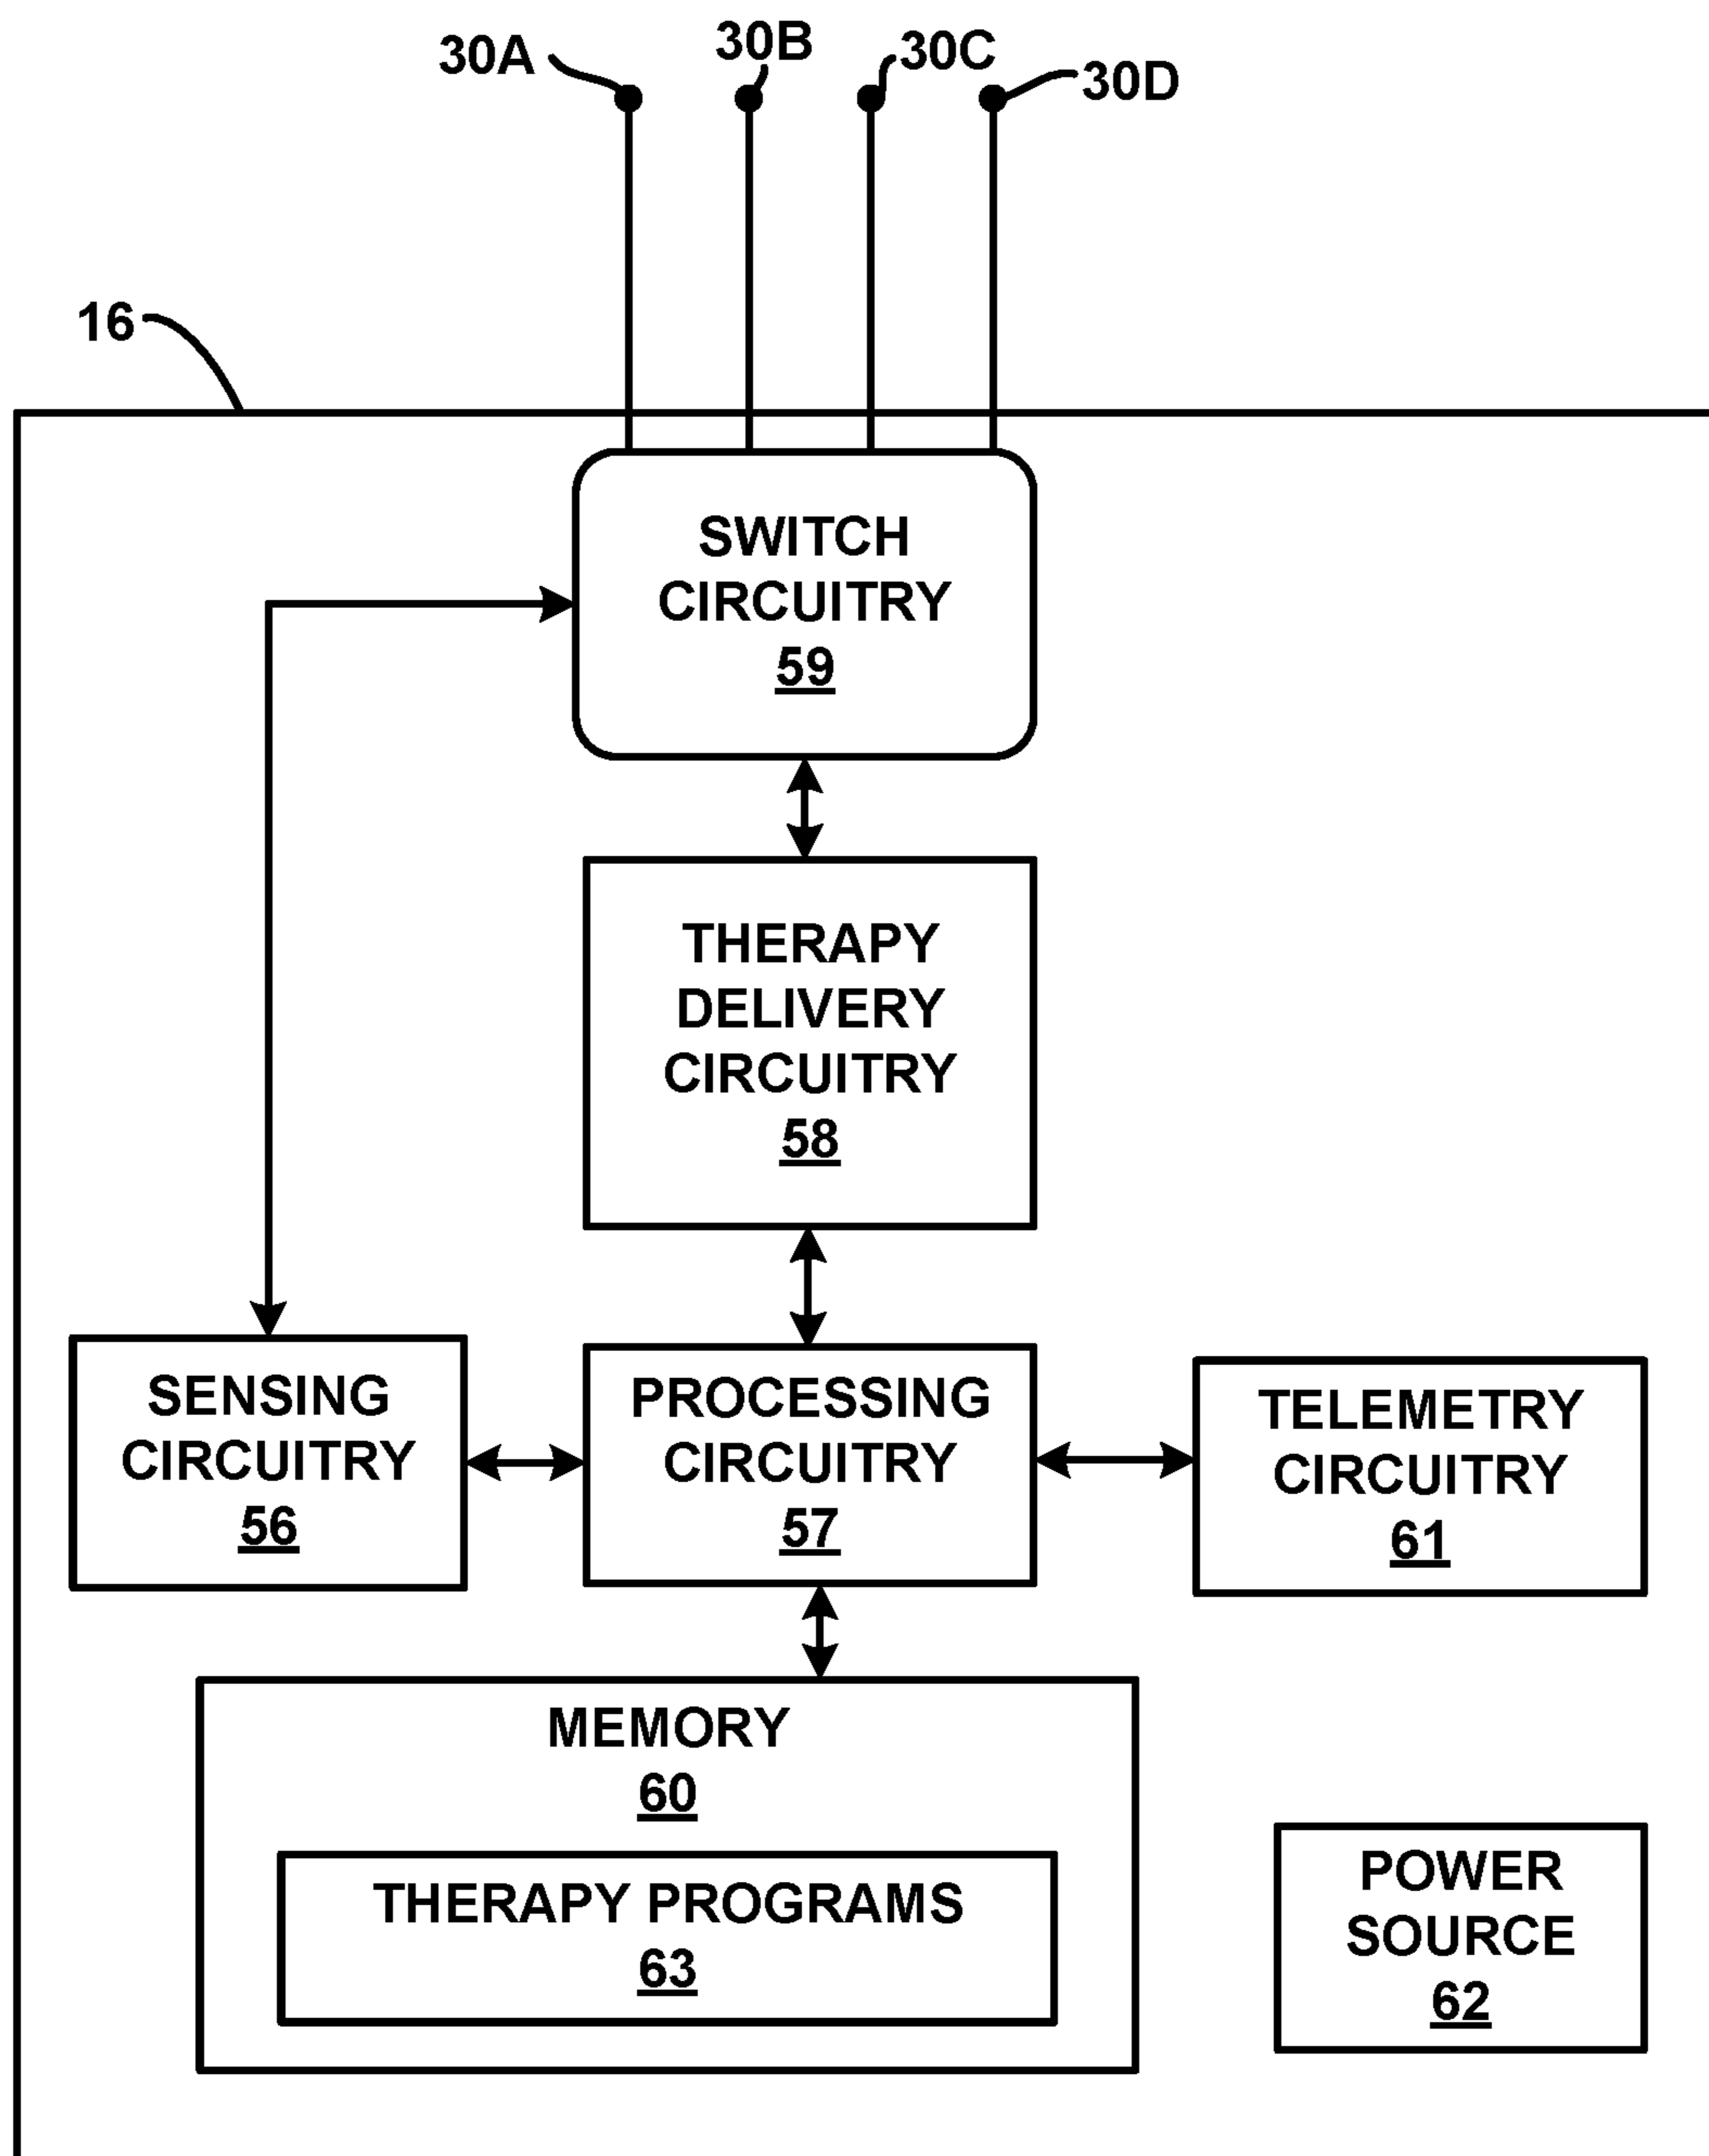 30A
30B
30C
30D
16
SWITCH
CIRCUITRY
59
THERAPY
DELIVERY
CIRCUITRY
58
SENSING
CIRCUITRY
56
PROCESSING
CIRCUITRY
57
TELEMETRY
CIRCUITRY
61
MEMORY
60
THERAPY PROGRAMS
63
POWER
SOURCE
62